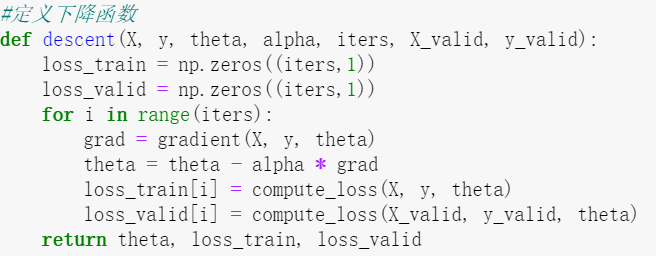 #定义下降函数
def descent(X, y, theta, alpha, iters, X_valid, y_valid):
    loss_train = np.zeros((iters,1))
    loss_valid = np.zeros((iters,1))
    for i in range(iters):
        grad = gradient(X, y, theta)
        theta = theta - alpha * grad
        loss_train[i] = compute_loss(X, y, theta)
        loss_valid[i] = compute_loss(X_valid, y_valid, theta)
    return theta, loss_train, loss_valid